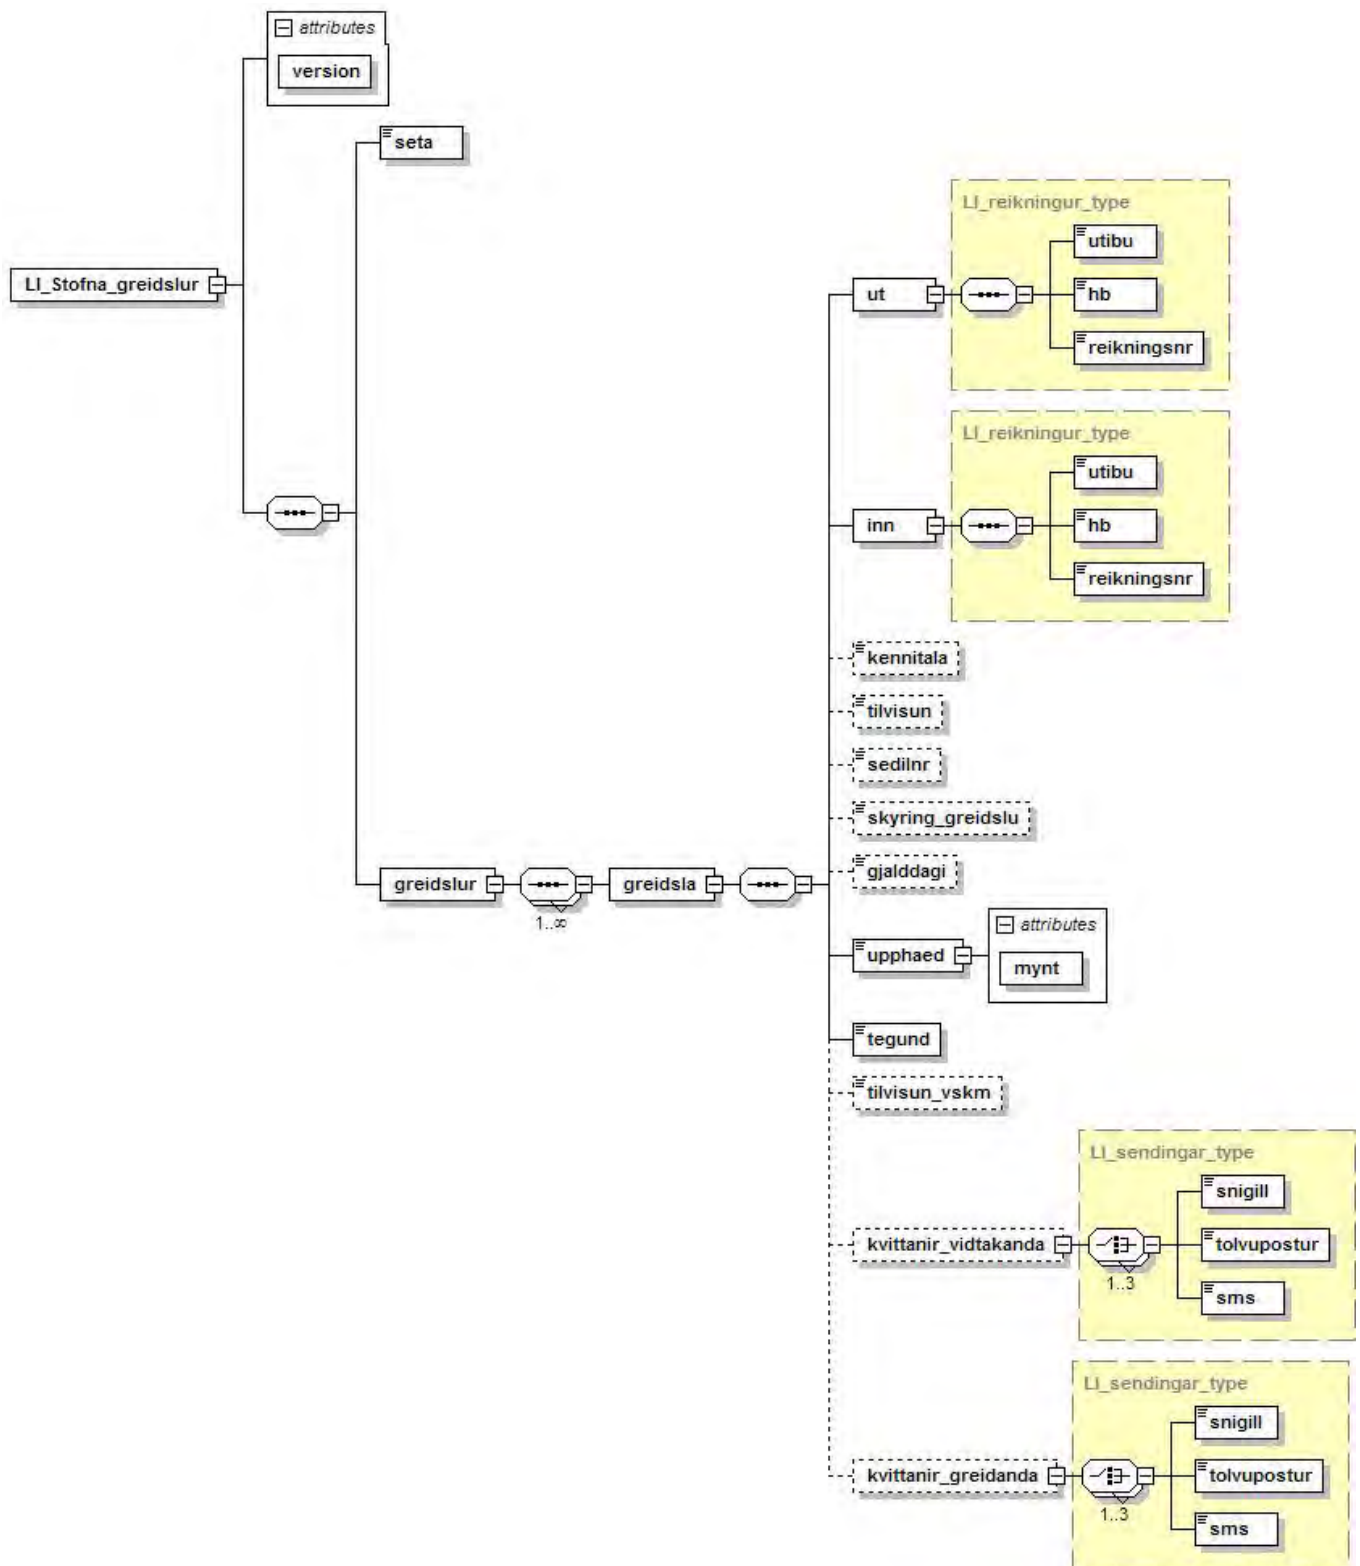 attributes
version
seta
LI_Stofna_greidslur
LI_reikningur_type
utibu
ut
hb
reikningsnr
LI_reikningur_type
utibu
inn
hb
reikningsnr
kennitala
tilvisun
sedilnr
skyring_greidslu
greidslur
1..∞
greidsla
gjalddagi
attributes
upphaed
mynt
tegund
tilvisun_vskm
LI_sendingar_type
snigill
kvittanir_vidtakanda
1..3
tolvupostur
sms
LI_sendingar_type
snigill
kvittanir_greidanda
1..3
tolvupostur
sms